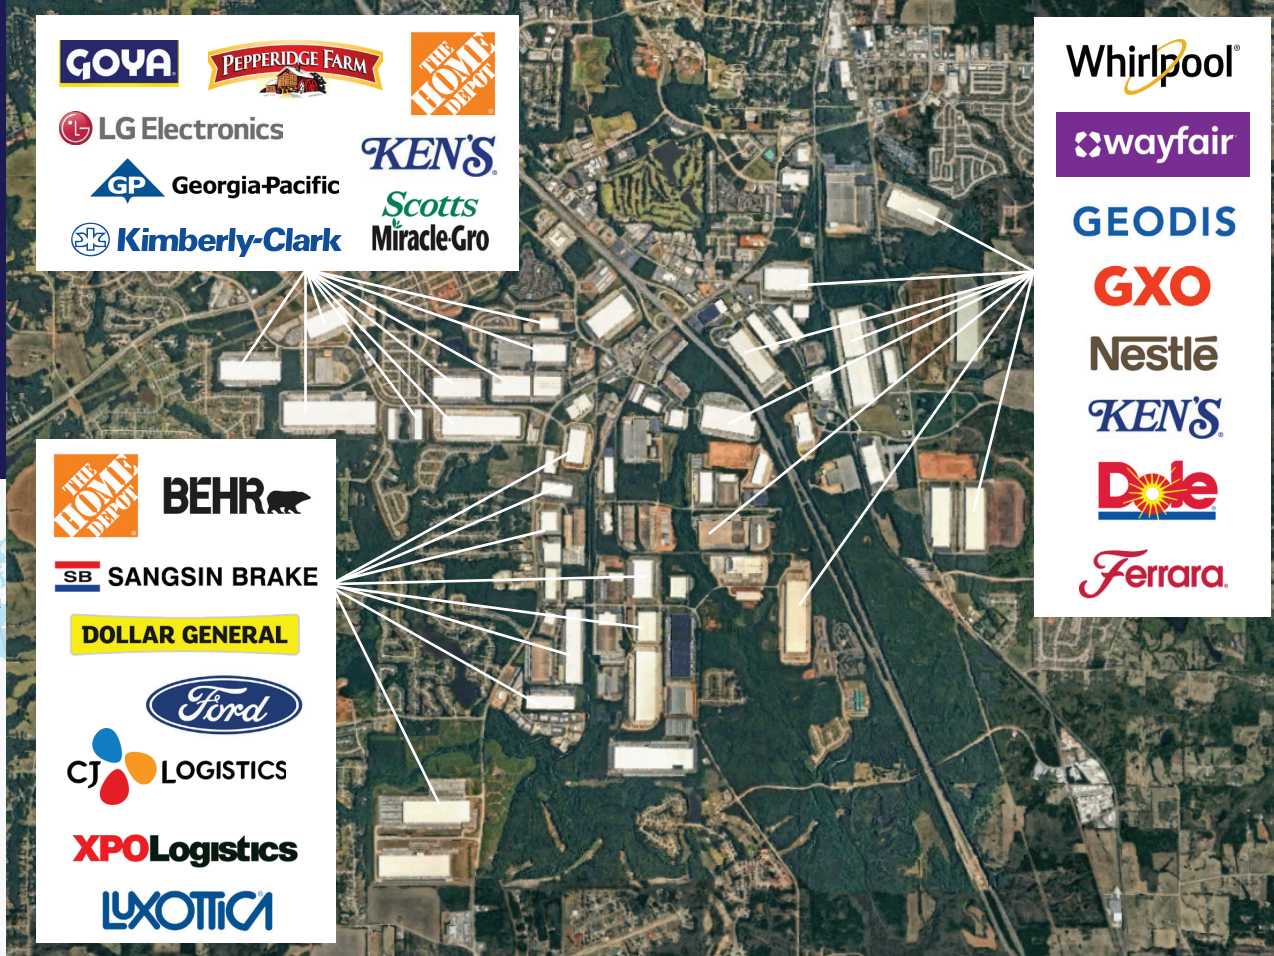 GOYA
PEPPERIDGE FARM
THE HOME DEPOT
LG Electronics
KEN'S
GP Georgia-Pacific
Scotts
Miracle-Gro
Kimberly-Clark
Whirlpool
wayfair
GEODIS
GXO
Nestlé
KEN'S
Dole
Ferrara
THE HOME DEPOT
BEHR
SB SANGSIN BRAKE
DOLLAR GENERAL
Ford
CJ LOGISTICS
XPOLogistics
LUXOTTICA